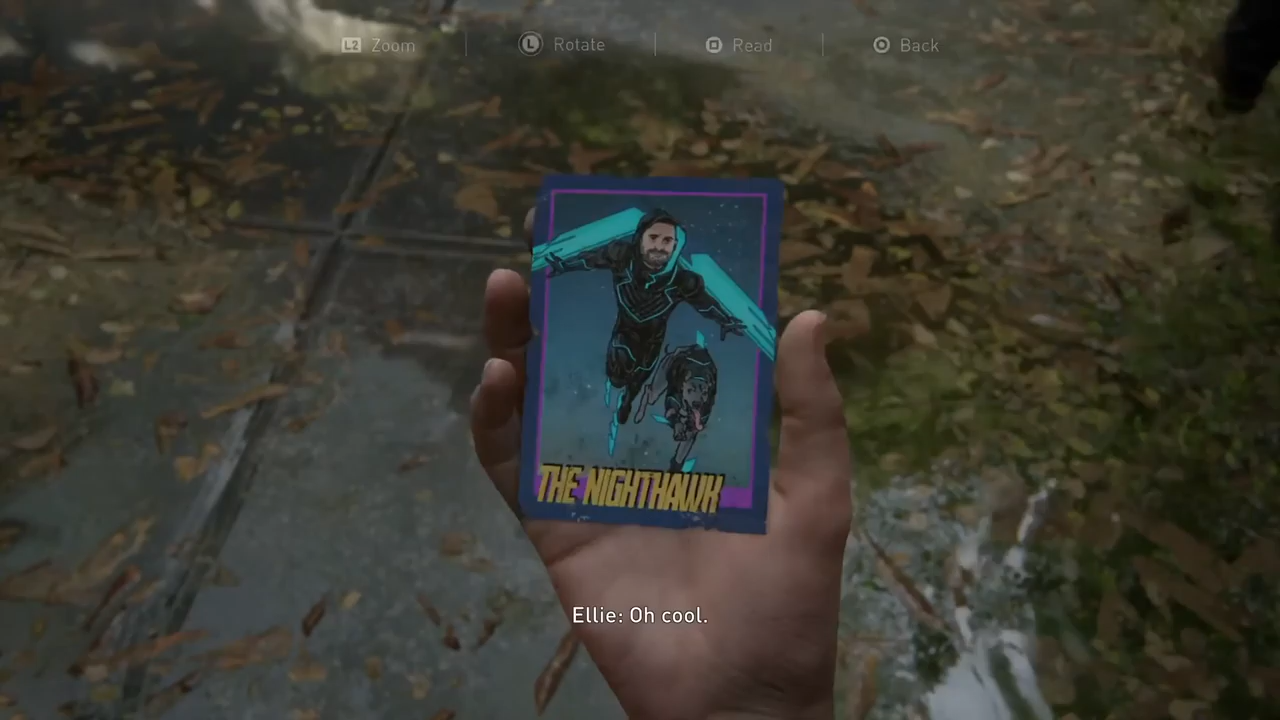 L2 Zoom
L Rotate
Read
Back
THE NIGHTHAWK
Ellie: Oh cool.